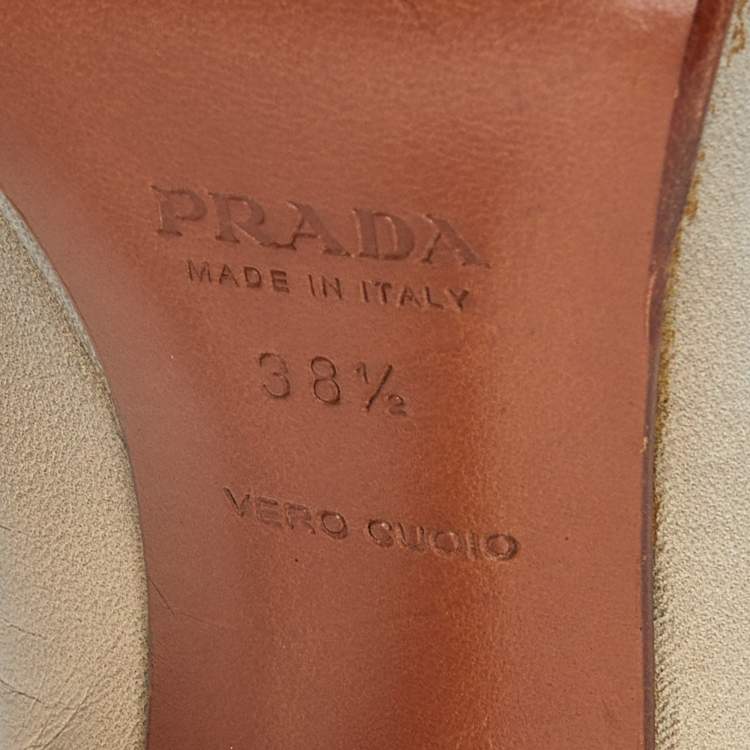 PRADA
MADE IN ITALY
38½
VERO CUOIO